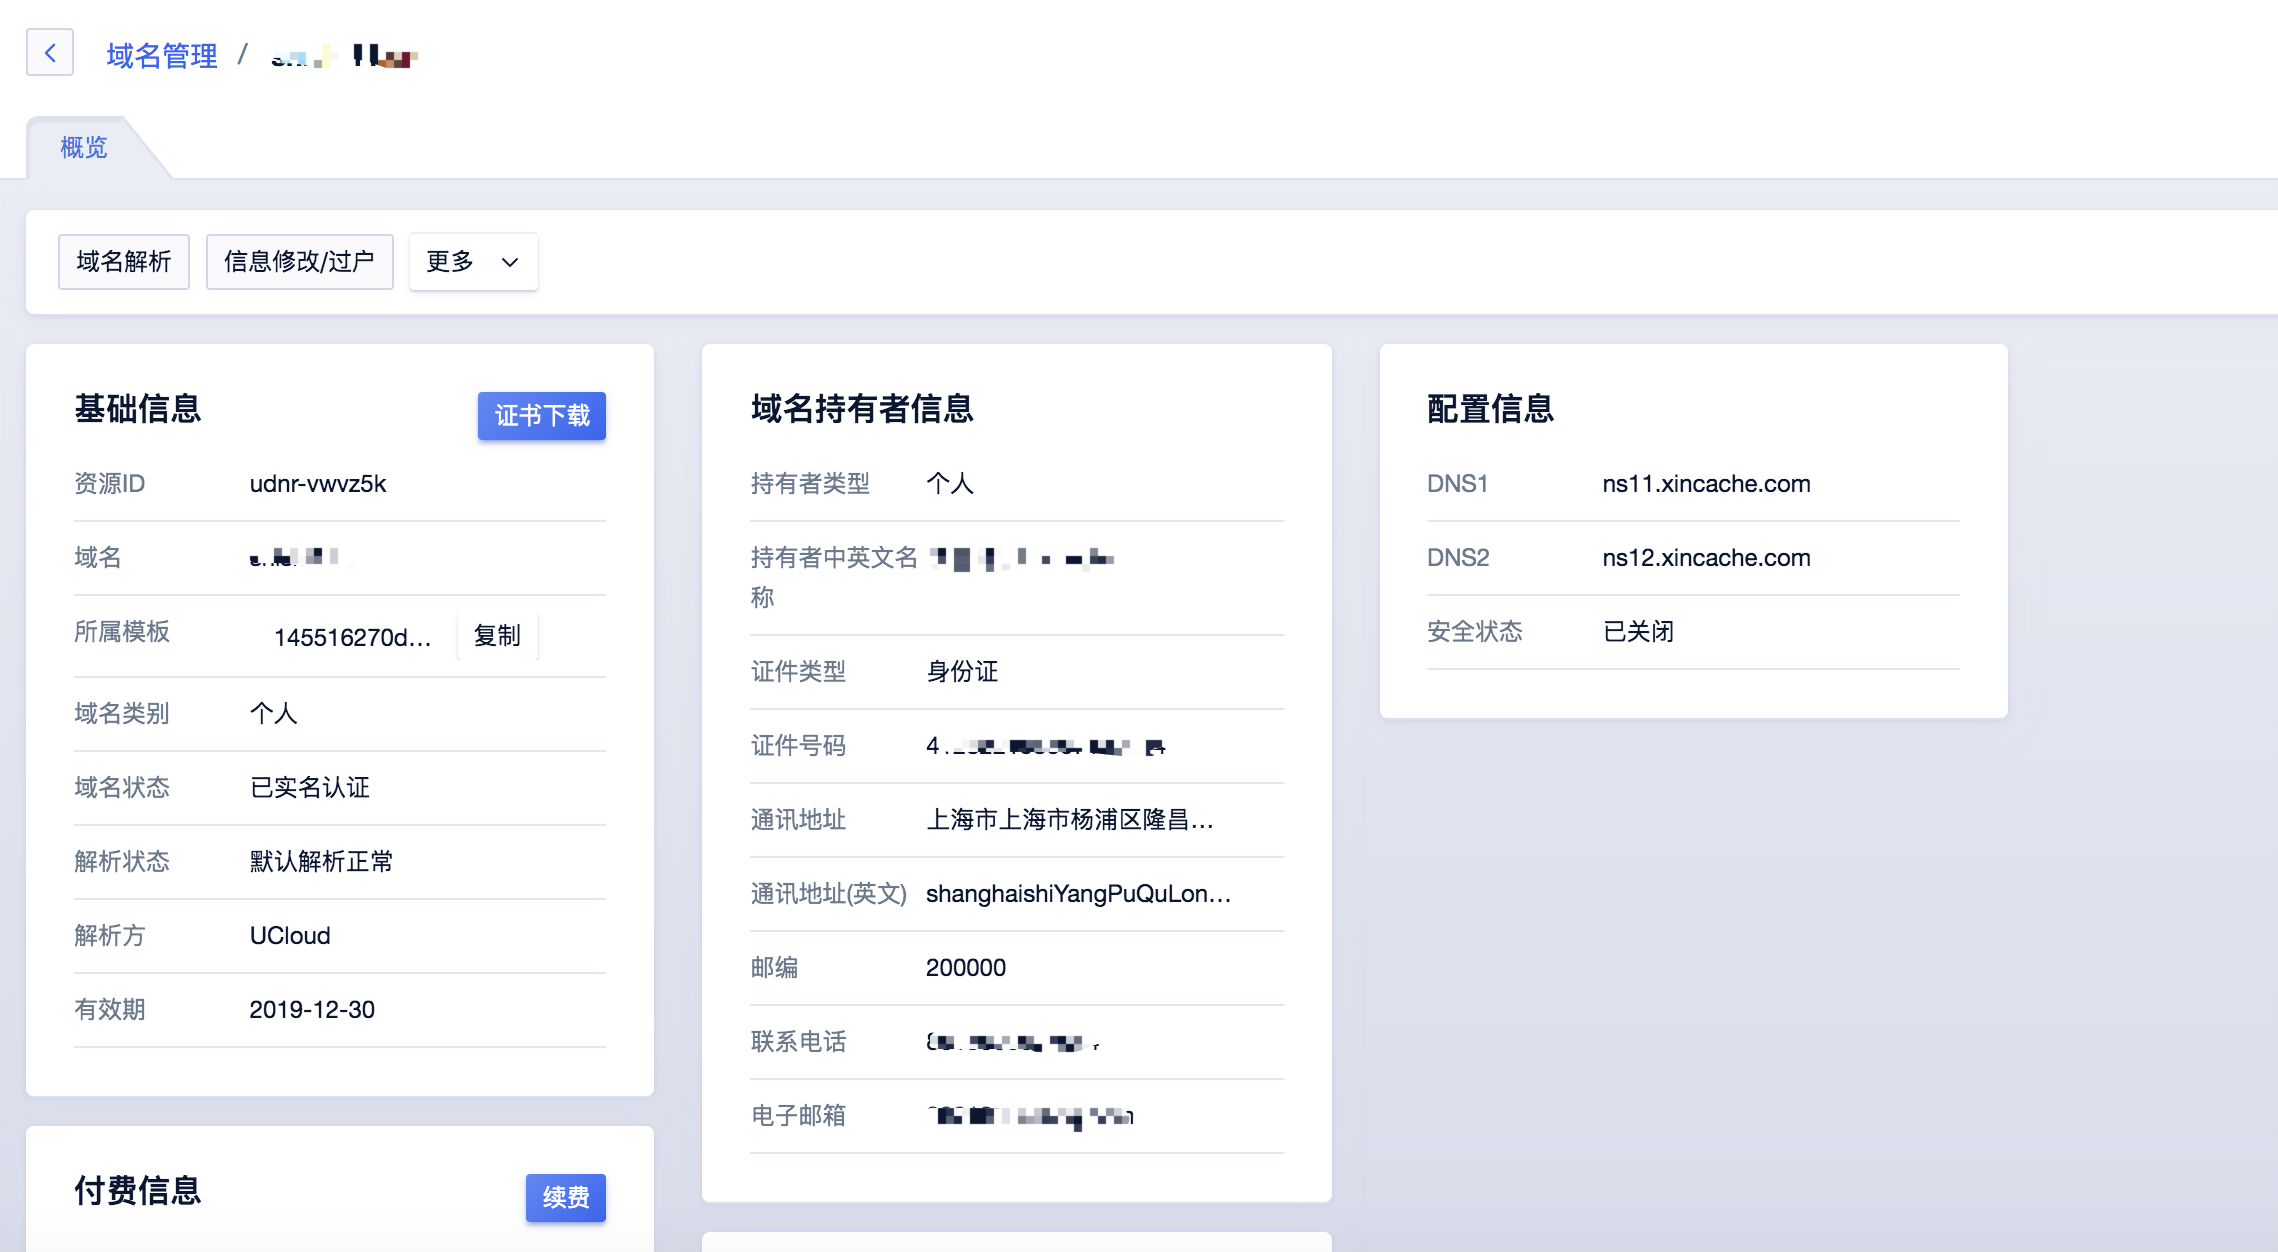 域名管理 /
概览
域名解析 信息修改/过户 更多
基础信息 证书下载
资源ID udnr-vwvz5k
域名
所属模板 145516270d... 复制
域名类别 个人
域名状态 已实名认证
解析状态 默认解析正常
解析方 UCloud
有效期 2019-12-30
付费信息 续费
域名持有者信息
持有者类型 个人
持有者中英文名
称
证件类型 身份证
证件号码
通讯地址 上海市上海市杨浦区隆昌...
通讯地址(英文) shanghaishiYangPuQuLon...
邮编 200000
联系电话
电子邮箱
配置信息
DNS1 ns11.xincache.com
DNS2 ns12.xincache.com
安全状态 已关闭